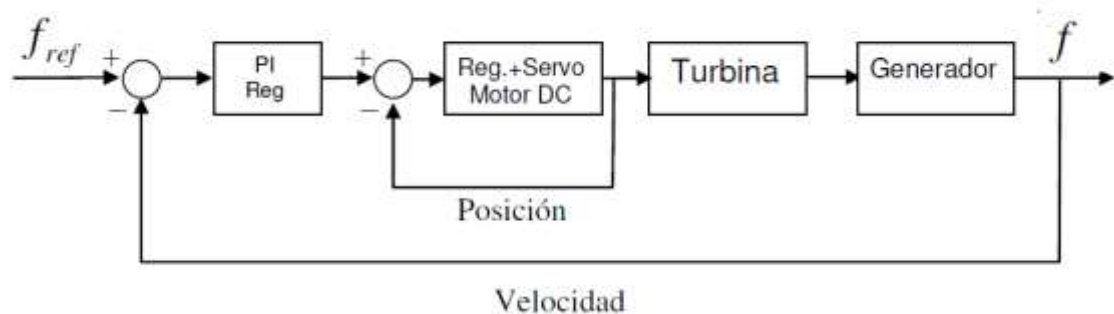 f_ref
+
−
PI
Reg
+
−
Reg.+Servo
Motor DC
Turbina
Generador
f
Posición
Velocidad